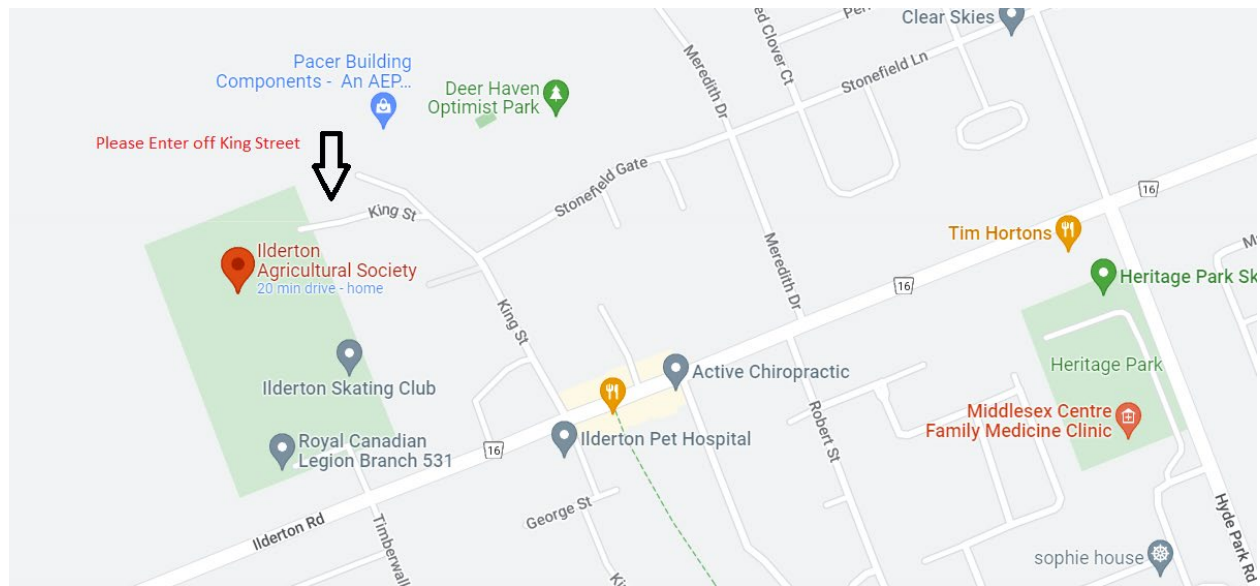 Clear Skies
Pacer Building
Components - An AEP...
Deer Haven
Optimist Park
Meredith Dr
Clover Ct
Stonefield Ln
Please Enter off King Street
Stonefield Gate
16
King St
Tim Hortons
Ilderton
Agricultural Society
20 min drive - home
Meredith Dr
16
Heritage Park Sk
King St
Ilderton Skating Club
Active Chiropractic
Heritage Park
Royal Canadian
Legion Branch 531
16
Ilderton Pet Hospital
Robert St
Middlesex Centre
Family Medicine Clinic
George St
Ilderton Rd
Timberwall
Hyde Park Rd
sophie house